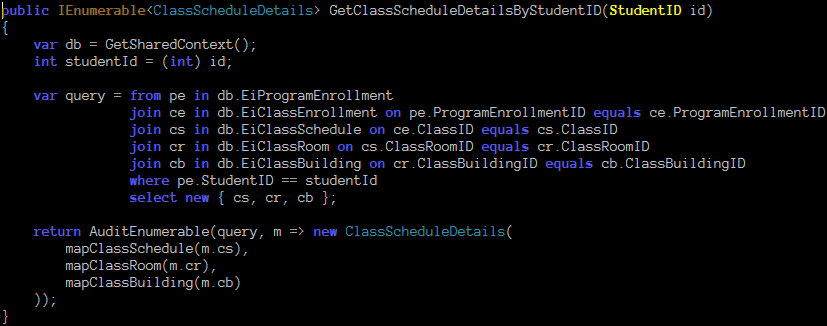 public IEnumerable<ClassScheduleDetails> GetClassScheduleDetailsByStudentID(StudentID id)
{
    var db = GetSharedContext();
    int studentId = (int) id;

    var query = from pe in db.EiProgramEnrollment
                join ce in db.EiClassEnrollment on pe.ProgramEnrollmentID equals ce.ProgramEnrollmentID
                join cs in db.EiClassSchedule on ce.ClassID equals cs.ClassID
                join cr in db.EiClassRoom on cs.ClassRoomID equals cr.ClassRoomID
                join cb in db.EiClassBuilding on cr.ClassBuildingID equals cb.ClassBuildingID
                where pe.StudentID == studentId
                select new { cs, cr, cb };

    return AuditEnumerable(query, m => new ClassScheduleDetails(
        mapClassSchedule(m.cs),
        mapClassRoom(m.cr),
        mapClassBuilding(m.cb)
    ));
}